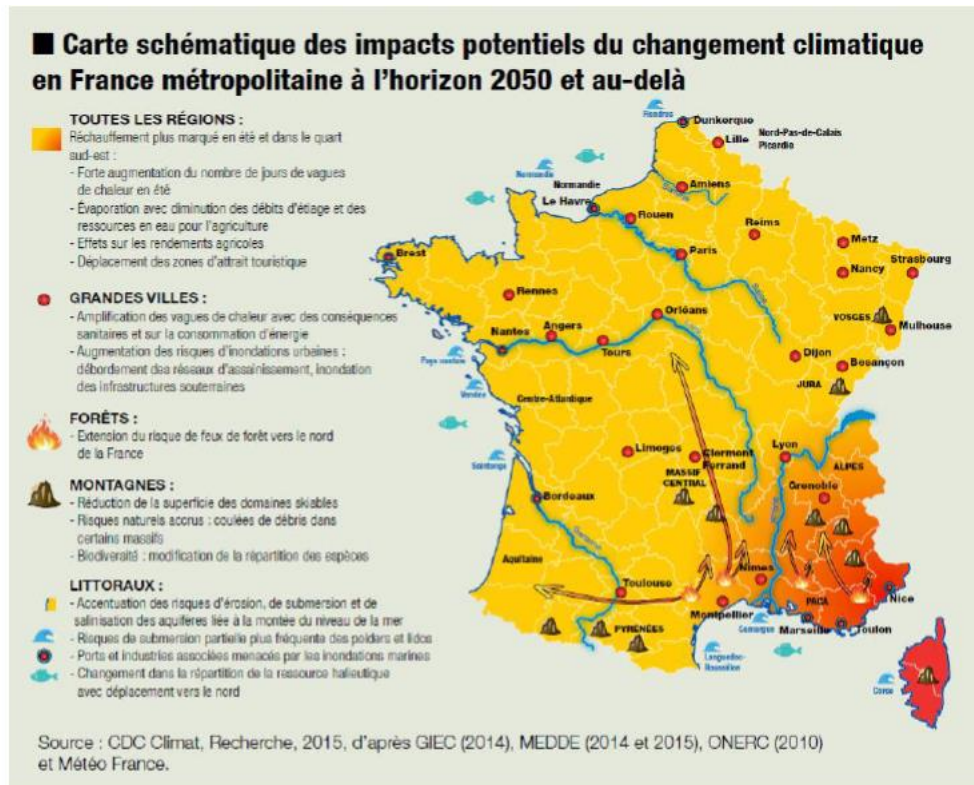 ■ Carte schématique des impacts potentiels du changement climatique
en France métropolitaine à l'horizon 2050 et au-delà
TOUTES LES RÉGIONS :
Réchauffement plus marqué en été et dans le quart
sud-est :
- Forte augmentation du nombre de jours de vagues
de chaleur en été
- Évaporation avec diminution des débits d'étiage et des
ressources en eau pour l'agriculture
- Effets sur les rendements agricoles
- Déplacement des zones d'attrait touristique
GRANDES VILLES :
- Amplification des vagues de chaleur avec des conséquences
sanitaires et sur la consommation d'énergie
- Augmentation des risques d'inondations urbaines :
débordement des réseaux d'assainissement, inondation
des infrastructures souterraines
FORÊTS :
- Extension du risque de feux de forêt vers le nord
de la France
MONTAGNES :
- Réduction de la superficie des domaines skiables
- Risques naturels accrus : coulées de débris dans
certains massifs
- Biodiversité : modification de la répartition des espèces
LITTORAUX :
- Accentuation des risques d'érosion, de submersion et de
salinisation des aquifères liée à la montée du niveau de la mer
- Risques de submersion partielle plus fréquente des polders et lidos
- Ports et industries associées menacés par les inondations marines
- Changement dans la répartition de la ressource halieutique
avec déplacement vers le nord
Flandres
Dunkerque
Lille
Nord-Pas-de-Calais
Picardie
Normandie
Normandie
Amiens
Le Havre
Rouen
Reims
Metz
Paris
Nancy
Strasbourg
Brest
Rennes
Orléans
VOSGES
Mulhouse
Nantes
Angers
Tours
Dijon
Besançon
JURA
Vendée
Centre-Atlantique
Limoges
Clermont
Ferrand
Lyon
ALPES
Saintonge
MASSIF
CENTRAL
Grenoble
Bordeaux
Aquitaine
Toulouse
Nîmes
Nice
PACA
Montpellier
Camargue
Marseille
Toulon
PYRÉNÉES
Languedoc-
Roussillon
Corse
Source : CDC Climat, Recherche, 2015, d'après GIEC (2014), MEDDE (2014 et 2015), ONERC (2010)
et Météo France.